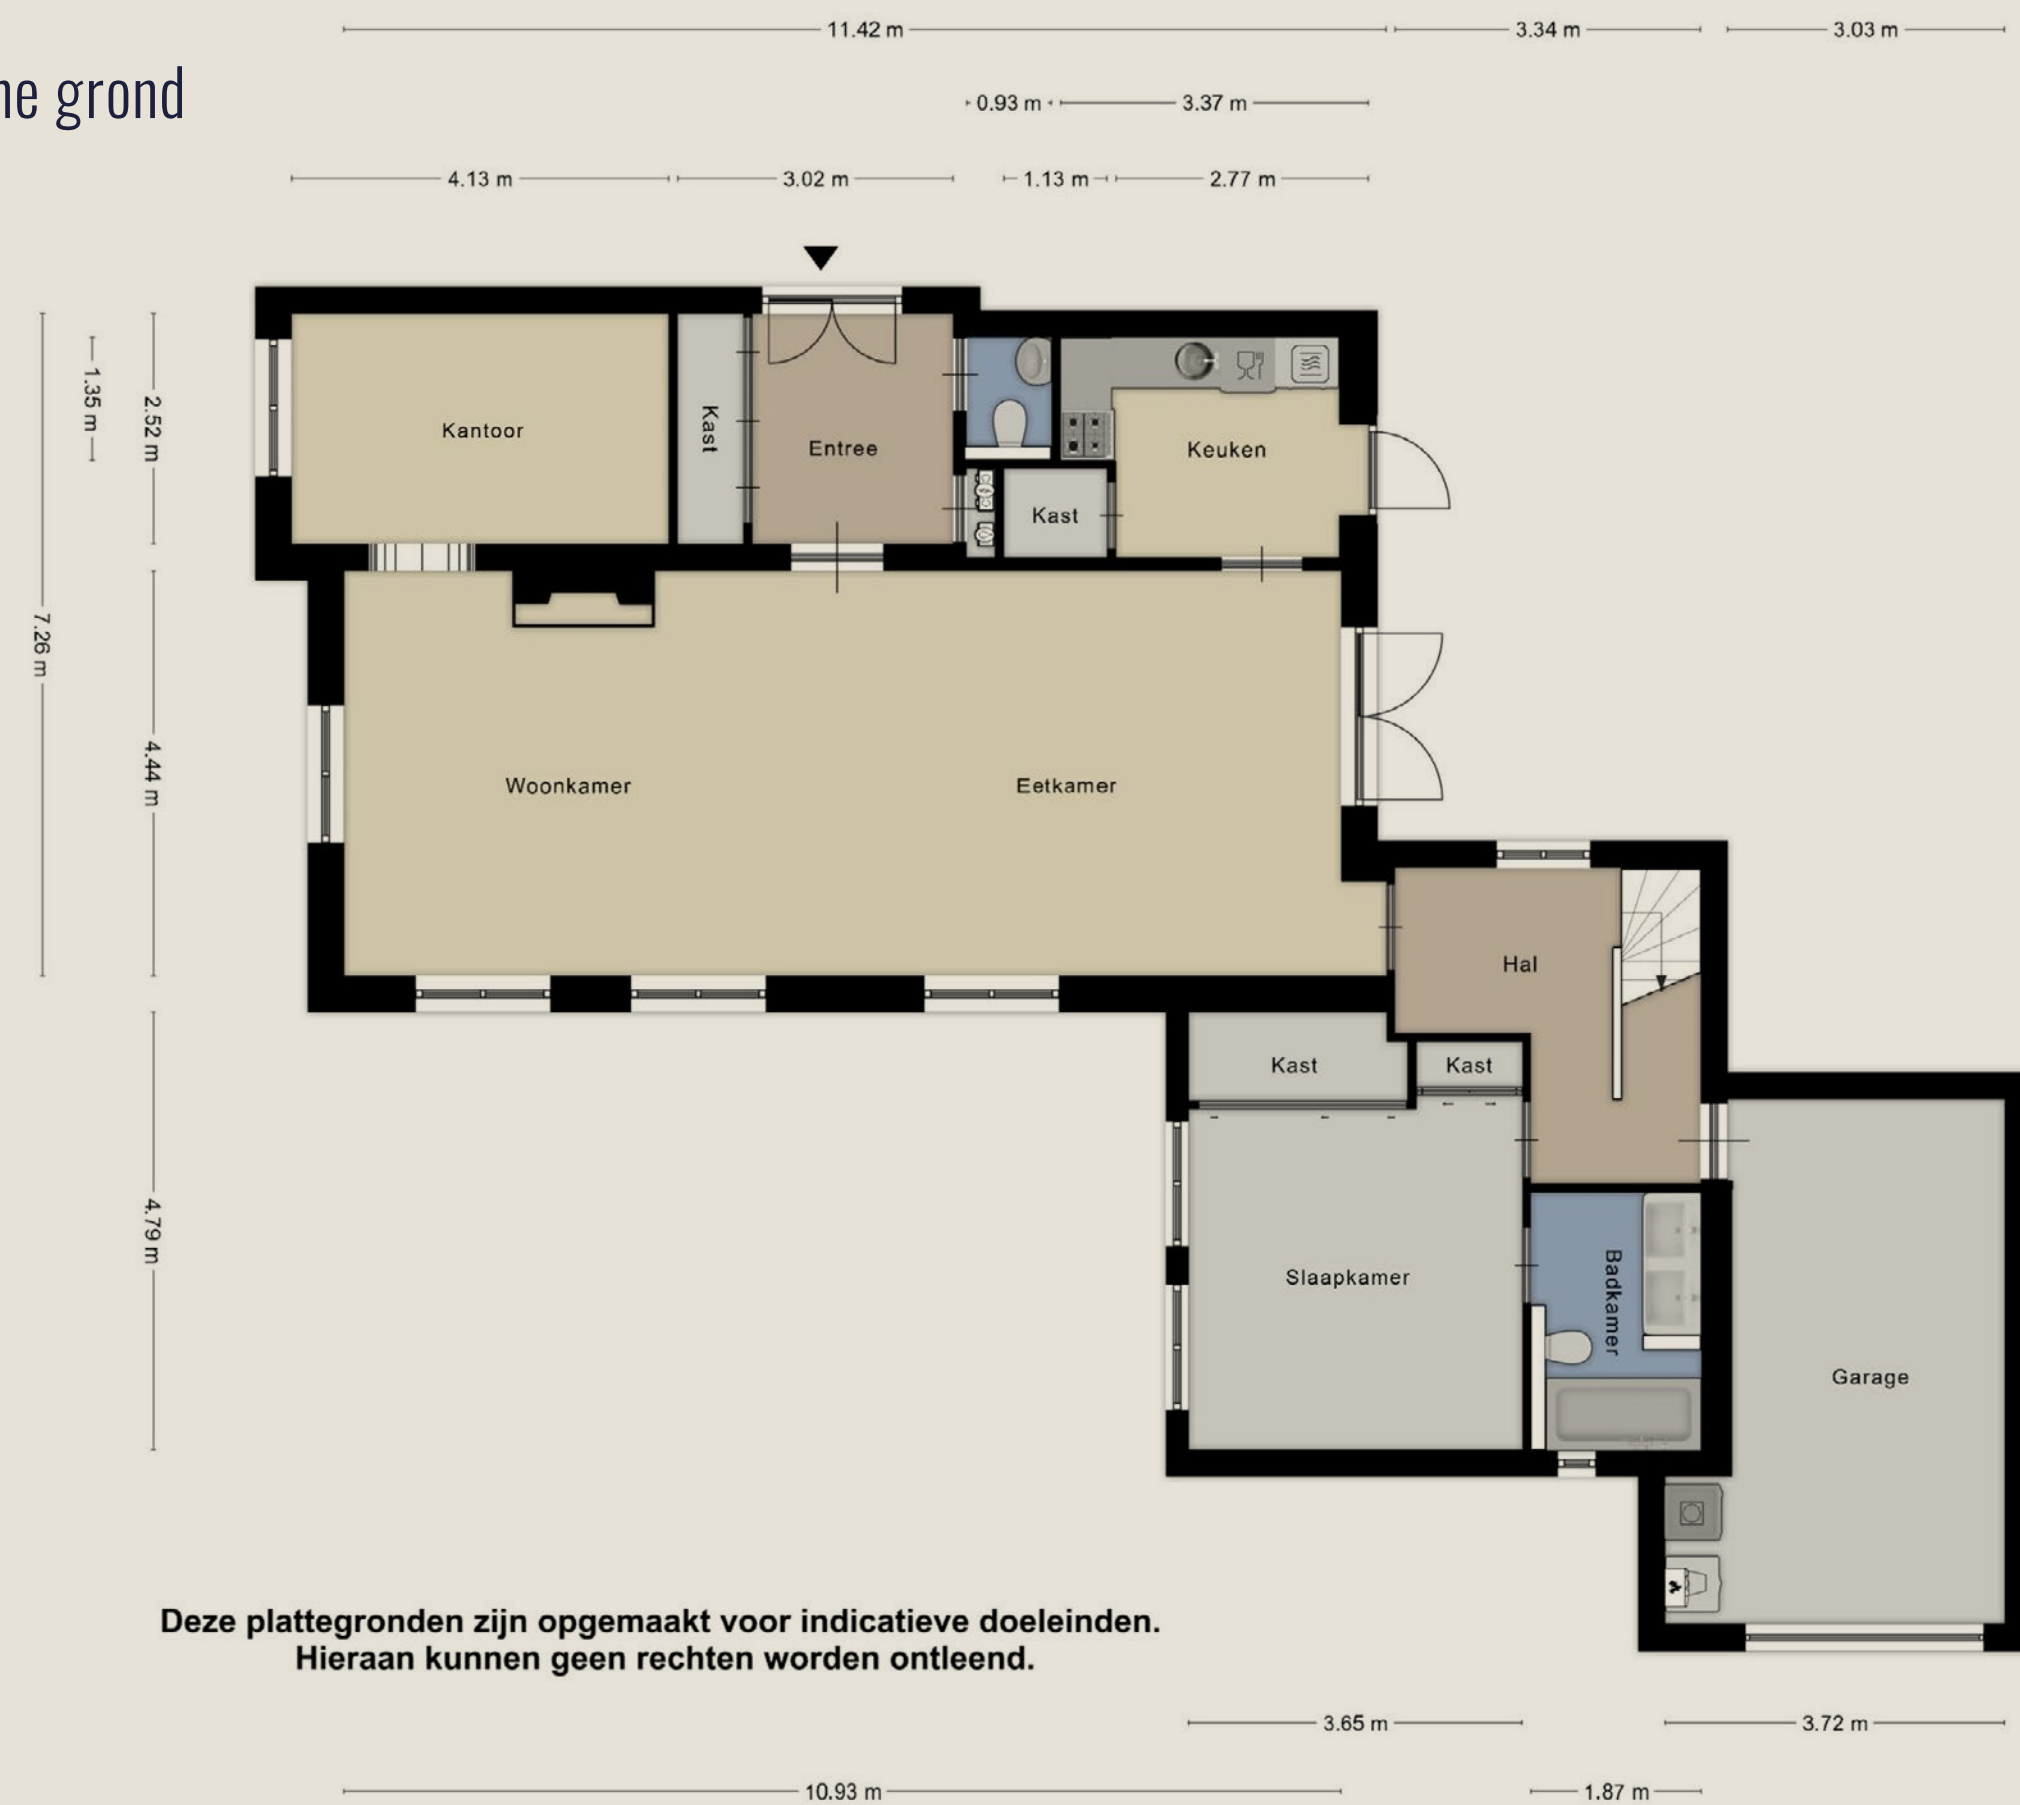 11.42 m
3.34 m
3.03 m
ne grond
0.93 m
3.37 m
4.13 m
3.02 m
1.13 m
2.77 m
1.35 m
2.52 m
7.26 m
4.44 m
4.79 m
Kantoor
Kast
Entree
Keuken
Kast
Woonkamer
Eetkamer
Hal
Kast
Kast
Slaapkamer
Badkamer
Garage
Deze plattegronden zijn opgemaakt voor indicatieve doeleinden.
Hieraan kunnen geen rechten worden ontleend.
3.65 m
3.72 m
10.93 m
1.87 m